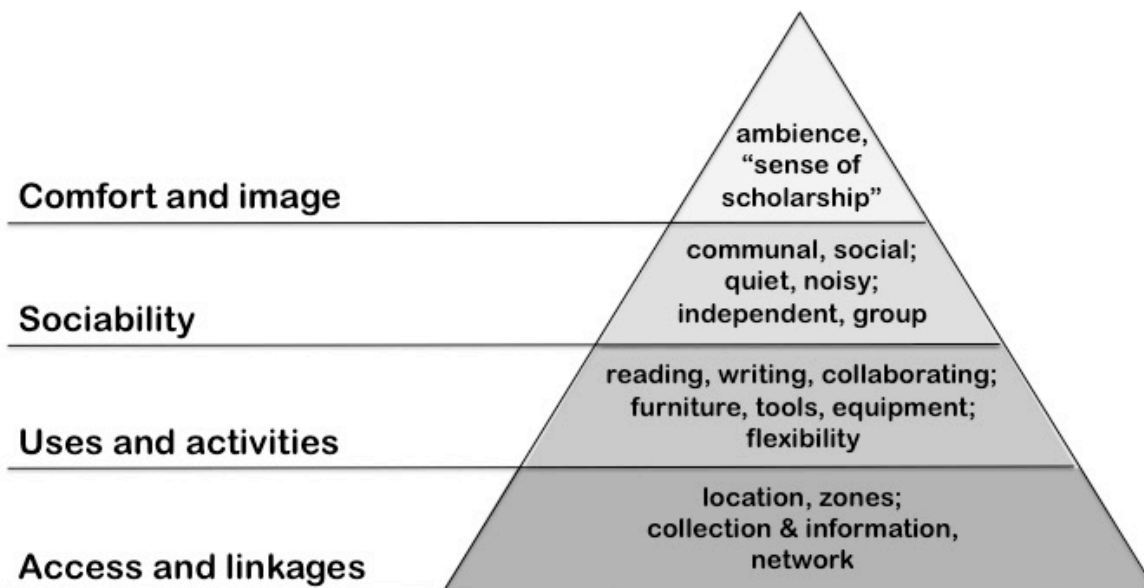 ambience,
“sense of
scholarship”
Comfort and image
communal, social;
quiet, noisy;
independent, group
Sociability
reading, writing, collaborating;
furniture, tools, equipment;
flexibility
Uses and activities
location, zones;
collection & information,
network
Access and linkages